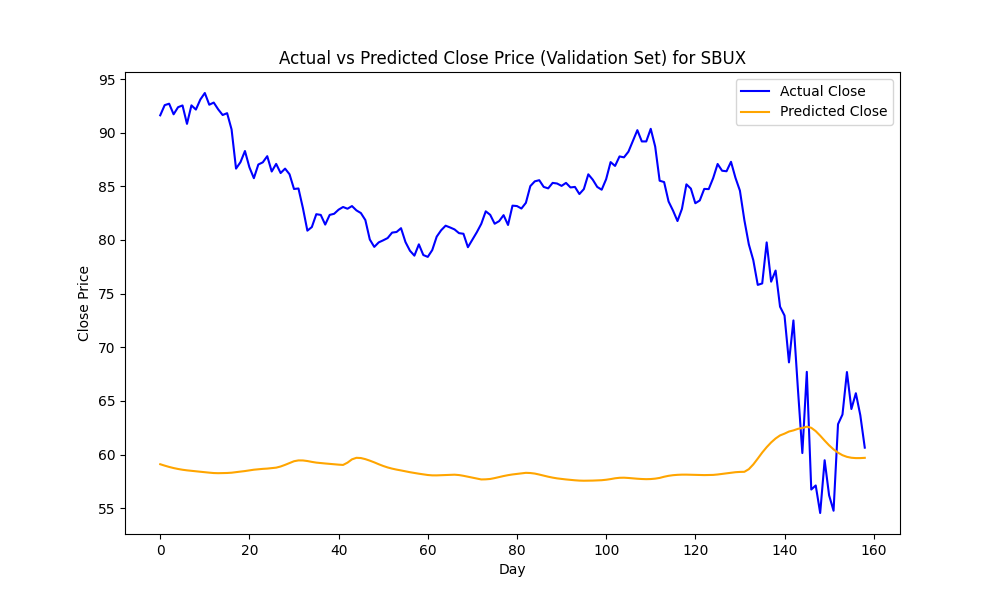 Actual vs Predicted Close Price (Validation Set) for SBUX
Actual Close
Predicted Close
95
90
85
80
75
70
65
60
55
Close Price
0 20 40 60 80 100 120 140 160
Day